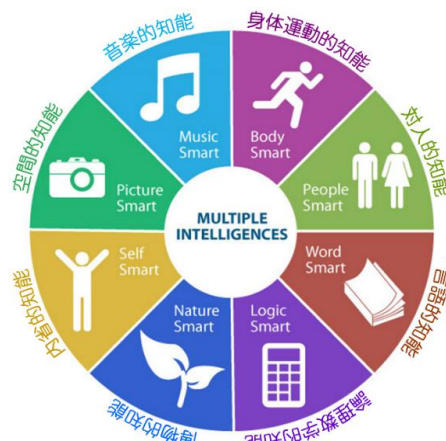 音楽的知能
身体運動的知能
対人的知能
言語的知能
論理数学的知能
博物的知能
内省的知能
空間的知能
Music
Smart
Body
Smart
People
Smart
Word
Smart
Logic
Smart
Nature
Smart
Self
Smart
Picture
Smart
MULTIPLE
INTELLIGENCES